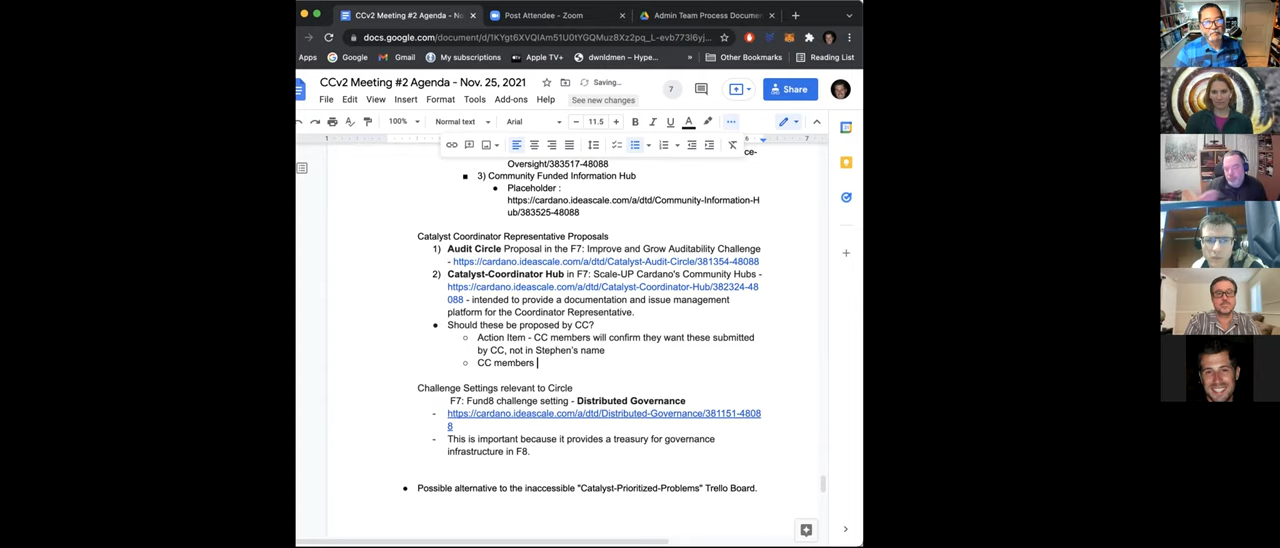 CCv2 Meeting #2 Agenda - No
Post Attendee - Zoom
Admin Team Process Documen
docs.google.com/document/d/1KYgt6XVQIAm51U0tYGQMuz8Xz2pq_L-evb773l6yj...
Apps
Google
Gmail
My subscriptions
Apple TV+
dwnldmen – Hype...
»
Other Bookmarks
Reading List
CCv2 Meeting #2 Agenda - Nov. 25, 2021
Saving...
7
Share
File Edit View Insert Format Tools Add-ons Help See new changes
100% Normal text Arial 11.5 B I U A
1 6 7
ce-
Oversight/383517-48088
■ 3) Community Funded Information Hub
● Placeholder :
https://cardano.ideascale.com/a/dtd/Community-Information-H
ub/383525-48088
Catalyst Coordinator Representative Proposals
1) Audit Circle Proposal in the F7: Improve and Grow Auditability Challenge
- https://cardano.ideascale.com/a/dtd/Catalyst-Audit-Circle/381354-48088
2) Catalyst-Coordinator Hub in F7: Scale-UP Cardano's Community Hubs -
https://cardano.ideascale.com/a/dtd/Catalyst-Coordinator-Hub/382324-48
088 - intended to provide a documentation and issue management
platform for the Coordinator Representative.
● Should these be proposed by CC?
○ Action Item - CC members will confirm they want these submitted
by CC, not in Stephen's name
○ CC members
Challenge Settings relevant to Circle
F7: Fund8 challenge setting - Distributed Governance
- https://cardano.ideascale.com/a/dtd/Distributed-Governance/381151-4808
8
- This is important because it provides a treasury for governance
infrastructure in F8.
● Possible alternative to the inaccessible "Catalyst-Prioritized-Problems" Trello Board.